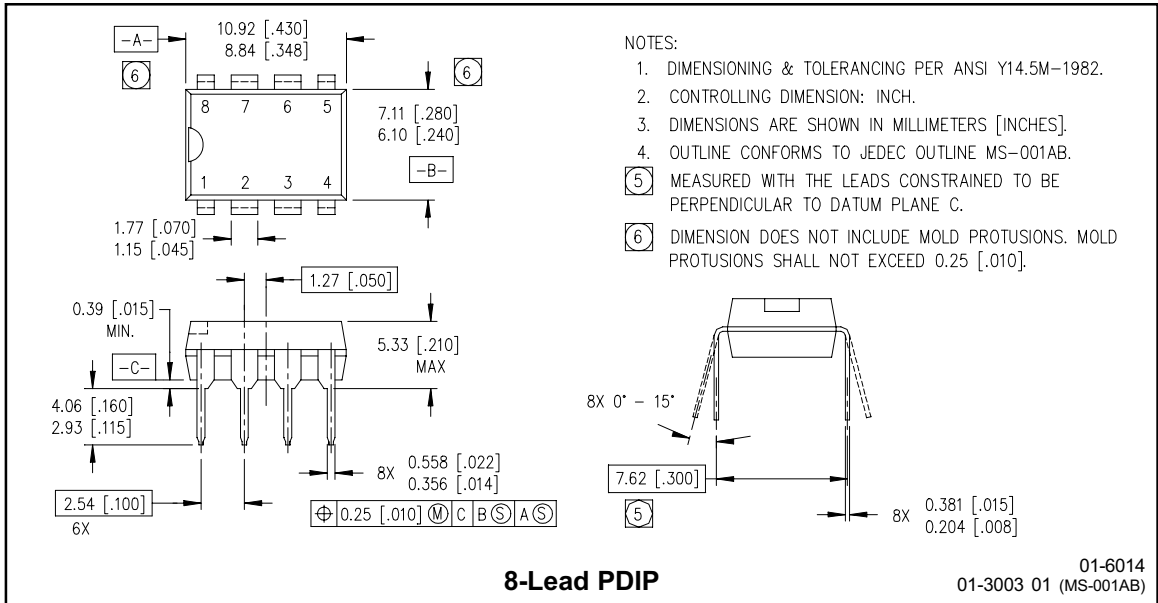 -A-
10.92 [.430]
8.84 [.348]
6
6
8 7 6 5
1 2 3 4
7.11 [.280]
6.10 [.240]
-B-
1.77 [.070]
1.15 [.045]
1.27 [.050]
0.39 [.015]
MIN.
-C-
5.33 [.210]
MAX
4.06 [.160]
2.93 [.115]
2.54 [.100]
6X
8X 0.558 [.022]
0.356 [.014]
⌖ 0.25 [.010] Ⓜ C B Ⓢ A Ⓢ
NOTES:
1. DIMENSIONING & TOLERANCING PER ANSI Y14.5M-1982.
2. CONTROLLING DIMENSION: INCH.
3. DIMENSIONS ARE SHOWN IN MILLIMETERS [INCHES].
4. OUTLINE CONFORMS TO JEDEC OUTLINE MS-001AB.
5 MEASURED WITH THE LEADS CONSTRAINED TO BE
PERPENDICULAR TO DATUM PLANE C.
6 DIMENSION DOES NOT INCLUDE MOLD PROTUSIONS. MOLD
PROTUSIONS SHALL NOT EXCEED 0.25 [.010].
8X 0° - 15°
7.62 [.300]
5
8X 0.381 [.015]
0.204 [.008]
8-Lead PDIP
01-6014
01-3003 01 (MS-001AB)